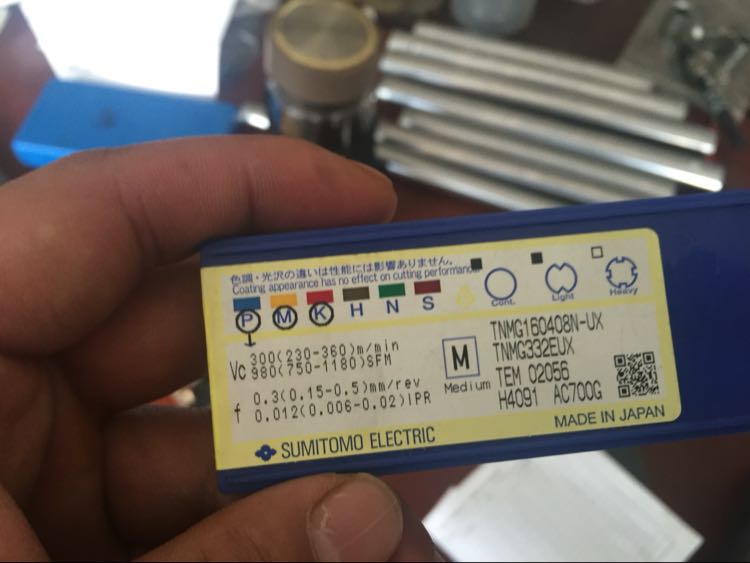 色調・光沢の違いは性能には影響ありません。
Coating appearance has no effect on cutting performance
P M K H N S
Cont. Light Heavy
Vc 300(230-360)m/min
980(750-1180)SFM
f 0.3(0.15-0.5)mm/rev
0.012(0.006-0.02)IPR
M
Medium
TNMG160408N-UX
TNMG332EUX
TEM 02056
H4091 AC700G
SUMITOMO ELECTRIC
MADE IN JAPAN